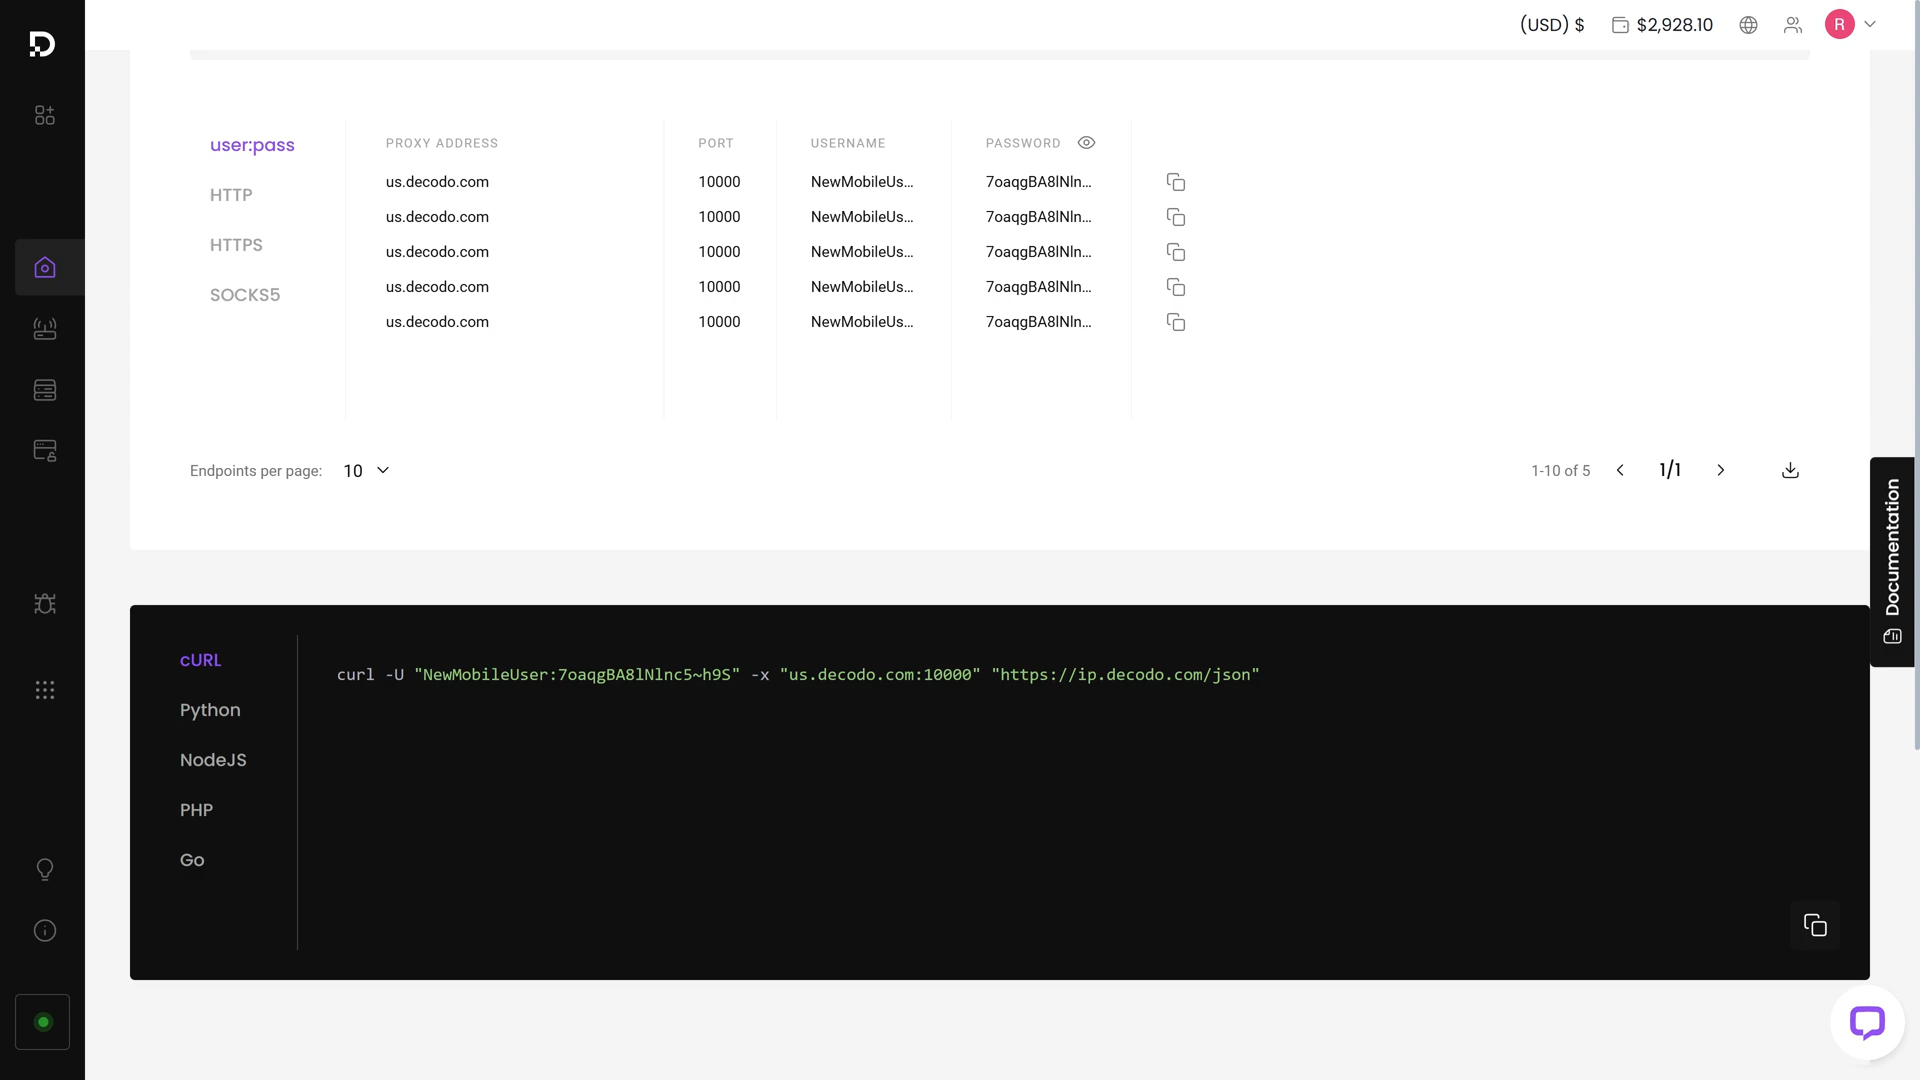 (USD) $ $2,928.10 R
user:pass
HTTP
HTTPS
SOCKS5
PROXY ADDRESS PORT USERNAME PASSWORD
us.decodo.com 10000 NewMobileUs... 7oaqgBA8lNln...
us.decodo.com 10000 NewMobileUs... 7oaqgBA8lNln...
us.decodo.com 10000 NewMobileUs... 7oaqgBA8lNln...
us.decodo.com 10000 NewMobileUs... 7oaqgBA8lNln...
us.decodo.com 10000 NewMobileUs... 7oaqgBA8lNln...
Endpoints per page: 10
1-10 of 5 1/1
Documentation
cURL
Python
NodeJS
PHP
Go
curl -U "NewMobileUser:7oaqgBA8lNlnc5~h9S" -x "us.decodo.com:10000" "https://ip.decodo.com/json"